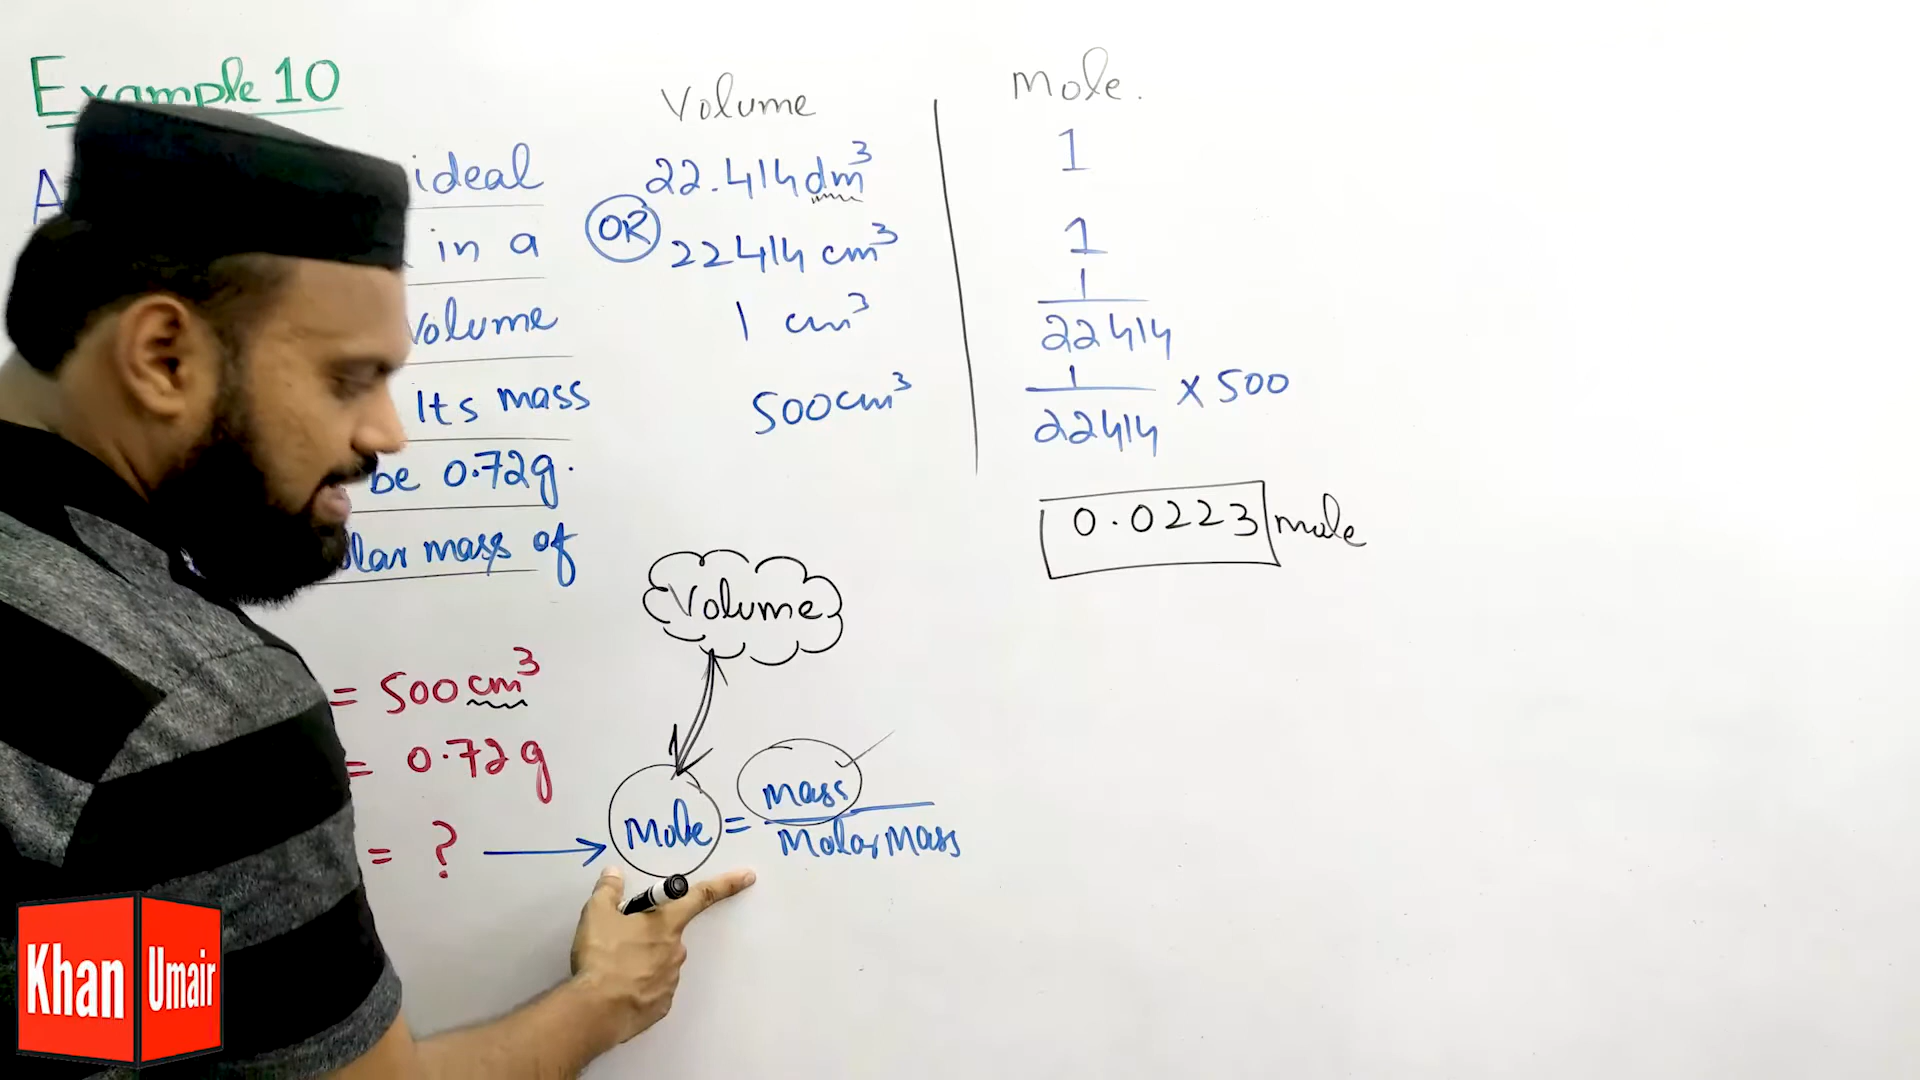 Example 10
A ideal
in a
volume
Its mass
be 0.72g.
lar mass of
= 500 cm³
= 0.72g
= ?
Volume
22.414 dm³
OR 22414 cm³
1 cm³
500 cm³
Mole.
1
1
1
22414
1
22414 × 500
0.0223 mole
Volume
Mole = mass
Molar Mass
Khan Umair